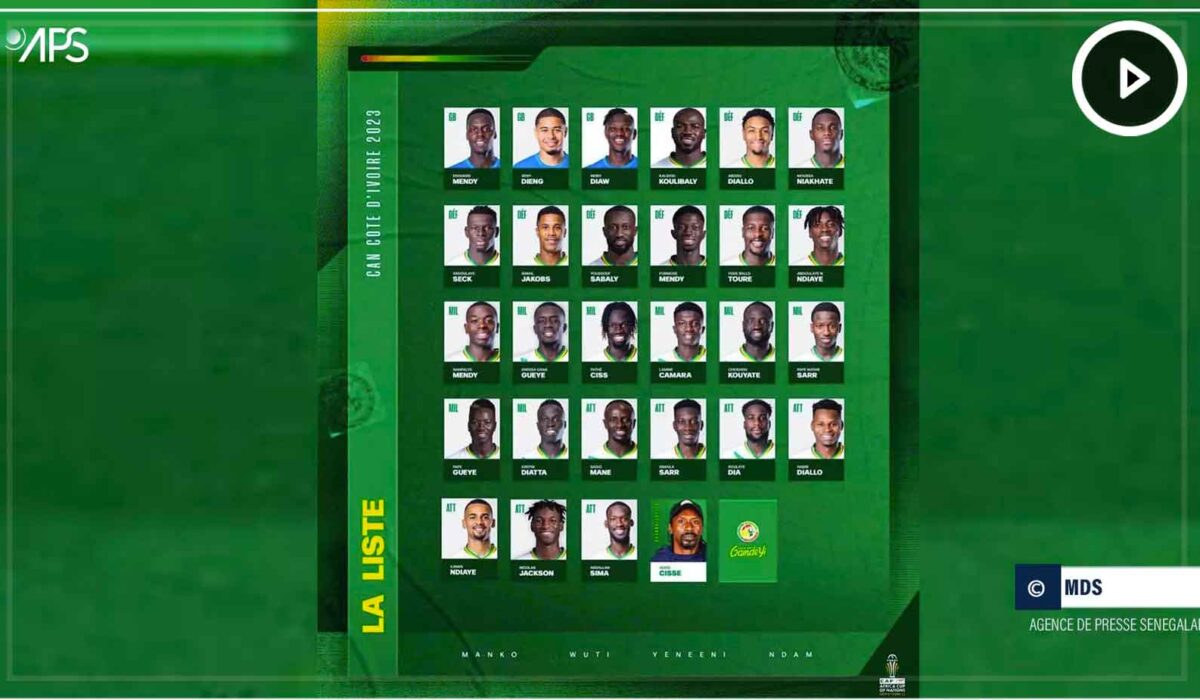 APS
CAN COTE D'IVOIRE 2023
LA LISTE
GB
MENDY
GB
DIENG
GB
DIAW
DÉF
KOULIBALY
DÉF
DIALLO
DÉF
NIAKHATE
DÉF
SECK
DÉF
JAKOBS
DÉF
SABALY
DÉF
MENDY
DÉF
TOURE
DÉF
NDIAYE
MIL
MENDY
MIL
GUEYE
MIL
CISS
MIL
CAMARA
MIL
KOUYATE
MIL
SARR
MIL
GUEYE
MIL
DIATTA
ATT
MANE
ATT
SARR
ATT
DIA
ATT
DIALLO
ATT
NDIAYE
ATT
JACKSON
ATT
SIMA
CISSE
GaïndeYi
MANKO WUTI YENEENI NDAM
© MDS
AGENCE DE PRESSE SENEGALAI